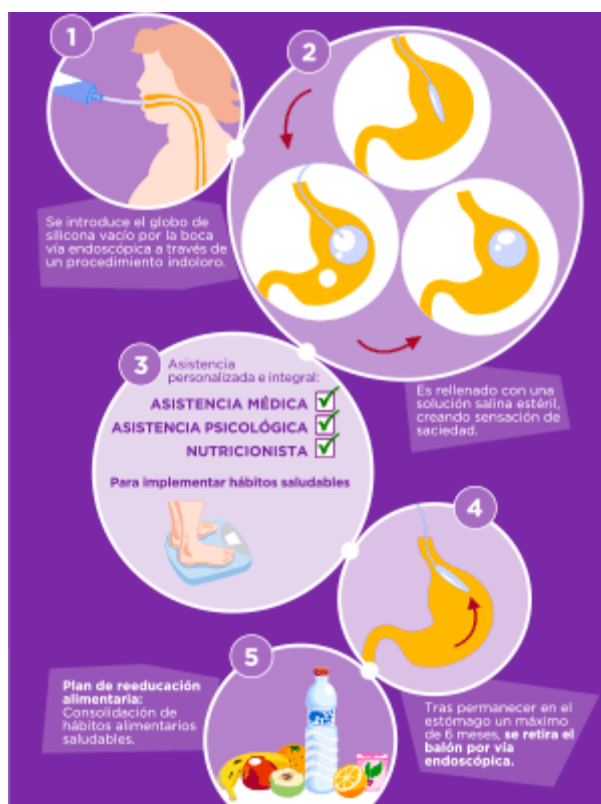 1
Se introduce el globo de
silicona vacío por la boca
vía endoscópica a través de
un procedimiento indoloro.
2
Es rellenado con una
solución salina estéril,
creando sensación de
saciedad.
3
Asistencia
personalizada e integral:
ASISTENCIA MÉDICA
ASISTENCIA PSICOLÓGICA
NUTRICIONISTA
Para implementar hábitos saludables
4
Tras permanecer en el
estómago un máximo
de 6 meses, se retira el
balón por vía
endoscópica.
5
Plan de reeducación
alimentaria:
Consolidación de
hábitos alimentarios
saludables.